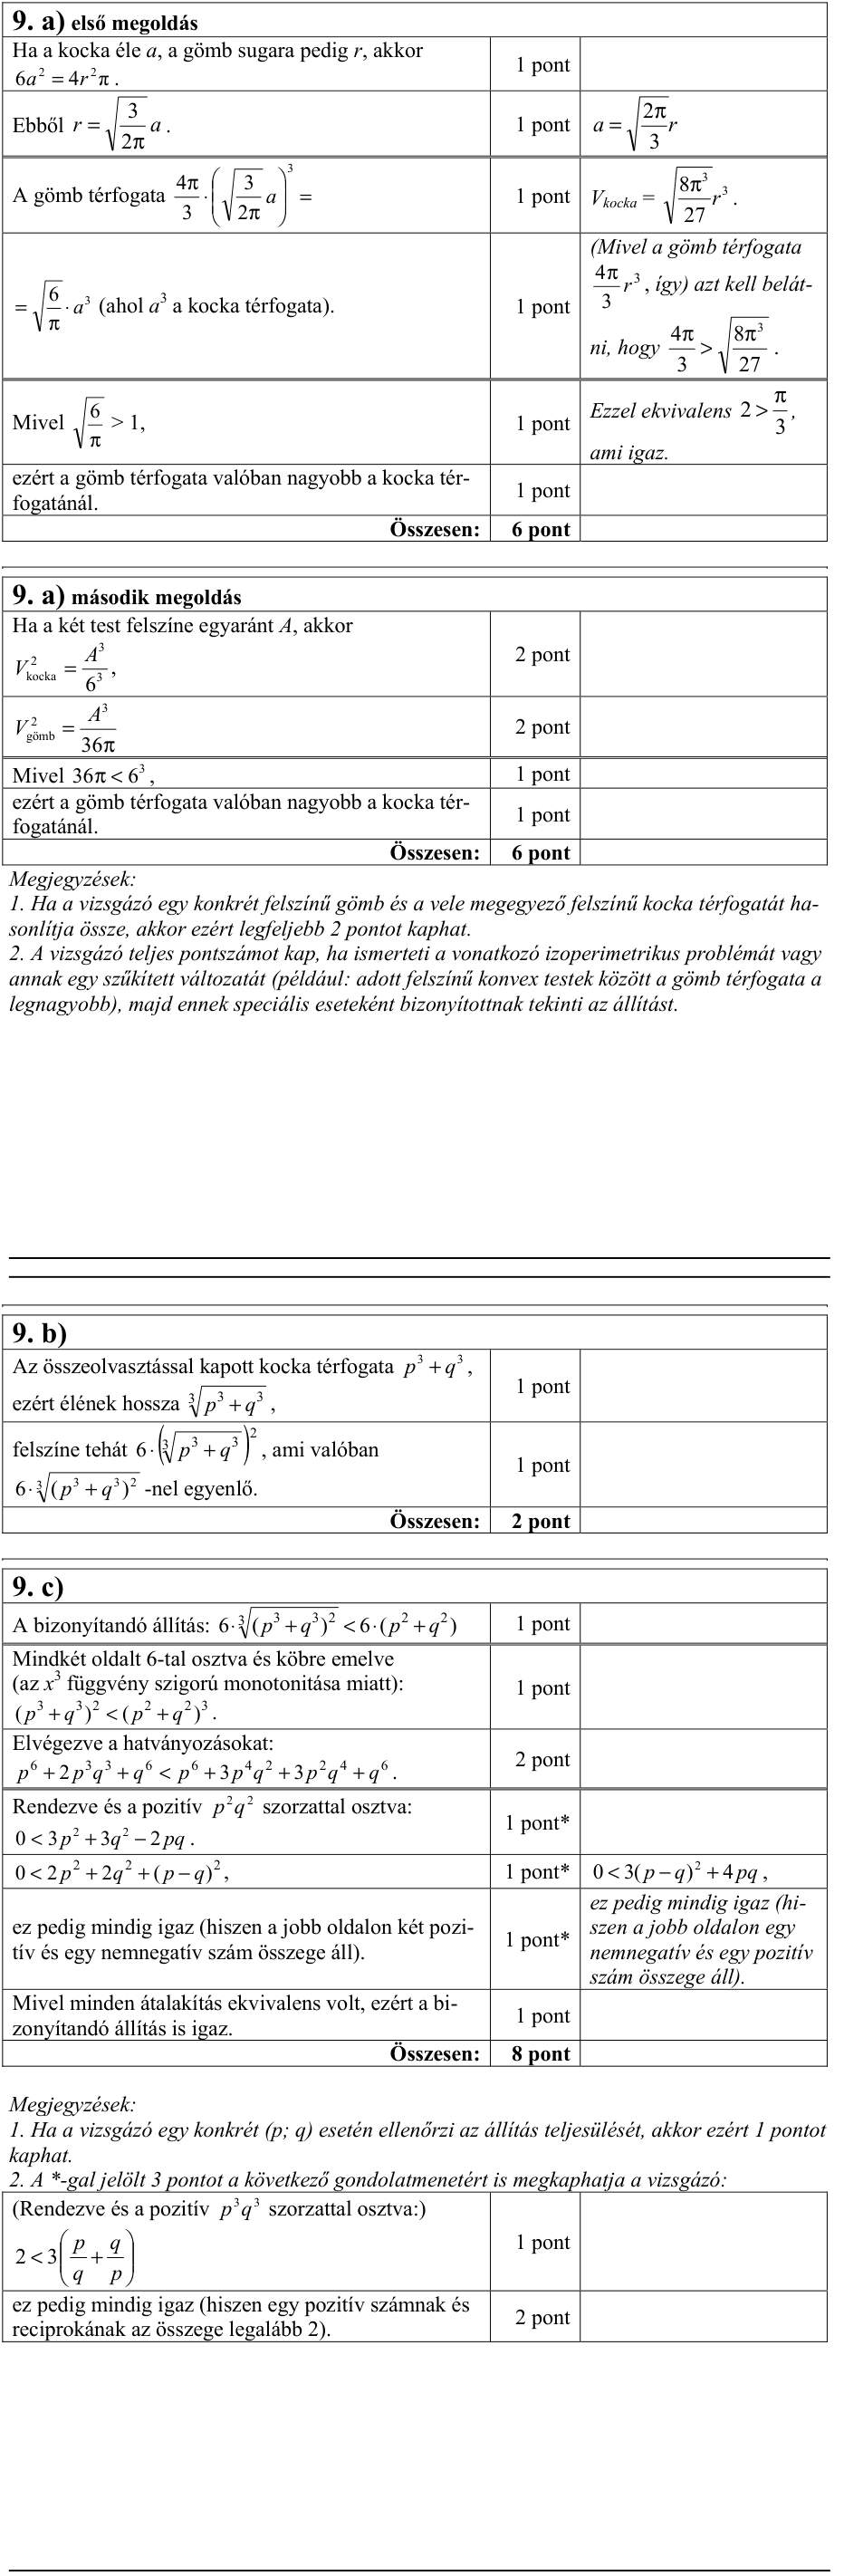 9. a) első megoldás
Ha a kocka éle a, a gömb sugara pedig r, akkor
6a² = 4r²π .
1 pont
Ebből r = √(3/(2π)) a .
1 pont
a = √(2π/3) r
A gömb térfogata 4π/3 · (√(3/(2π)) a)³ =
1 pont
V_kocka = √(8π³/27) r³ .
= √(6/π) · a³ (ahol a³ a kocka térfogata).
1 pont
(Mivel a gömb térfogata
4π/3 r³ , így) azt kell belát-
ni, hogy 4π/3 > √(8π³/27) .
Mivel √(6/π) > 1,
1 pont
Ezzel ekvivalens 2 > π/3 ,
ami igaz.
ezért a gömb térfogata valóban nagyobb a kocka tér-
fogatánál.
1 pont
Összesen: 6 pont
9. a) második megoldás
Ha a két test felszíne egyaránt A, akkor
V²_kocka = A³/6³ ,
2 pont
V²_gömb = A³/(36π)
2 pont
Mivel 36π < 6³ ,
1 pont
ezért a gömb térfogata valóban nagyobb a kocka tér-
fogatánál.
1 pont
Összesen: 6 pont
Megjegyzések:
1. Ha a vizsgázó egy konkrét felszínű gömb és a vele megegyező felszínű kocka térfogatát ha-
sonlítja össze, akkor ezért legfeljebb 2 pontot kaphat.
2. A vizsgázó teljes pontszámot kap, ha ismerteti a vonatkozó izoperimetrikus problémát vagy
annak egy szűkített változatát (például: adott felszínű konvex testek között a gömb térfogata a
legnagyobb), majd ennek speciális eseteként bizonyítottnak tekinti az állítást.
9. b)
Az összeolvasztással kapott kocka térfogata p³ + q³ ,
ezért élének hossza ∛(p³ + q³) ,
1 pont
felszíne tehát 6 · (∛(p³ + q³))² , ami valóban
6 · ∛((p³ + q³)²) -nel egyenlő.
1 pont
Összesen: 2 pont
9. c)
A bizonyítandó állítás: 6 · ∛((p³ + q³)²) < 6 · (p² + q²)
1 pont
Mindkét oldalt 6-tal osztva és köbre emelve
(az x³ függvény szigorú monotonitása miatt):
(p³ + q³)² < (p² + q²)³ .
1 pont
Elvégezve a hatványozásokat:
p⁶ + 2p³q³ + q⁶ < p⁶ + 3p⁴q² + 3p²q⁴ + q⁶ .
2 pont
Rendezve és a pozitív p²q² szorzattal osztva:
0 < 3p² + 3q² − 2pq .
1 pont*
0 < 2p² + 2q² + (p − q)² ,
1 pont*
0 < 3(p − q)² + 4pq ,
ez pedig mindig igaz (hiszen a jobb oldalon két pozi-
tív és egy nemnegatív szám összege áll).
1 pont*
ez pedig mindig igaz (hi-
szen a jobb oldalon egy
nemnegatív és egy pozitív
szám összege áll).
Mivel minden átalakítás ekvivalens volt, ezért a bi-
zonyítandó állítás is igaz.
1 pont
Összesen: 8 pont
Megjegyzések:
1. Ha a vizsgázó egy konkrét (p; q) esetén ellenőrzi az állítás teljesülését, akkor ezért 1 pontot
kaphat.
2. A *-gal jelölt 3 pontot a következő gondolatmenetért is megkaphatja a vizsgázó:
(Rendezve és a pozitív p³q³ szorzattal osztva:)
2 < 3(p/q + q/p)
1 pont
ez pedig mindig igaz (hiszen egy pozitív számnak és
reciprokának az összege legalább 2).
2 pont